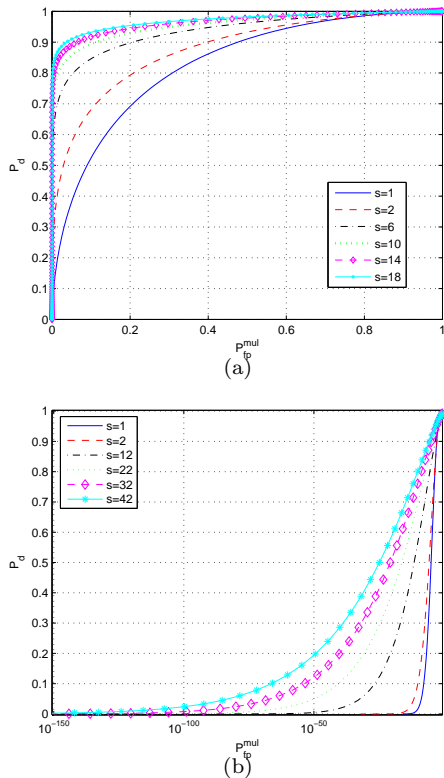 1
0.9
0.8
0.7
0.6
0.5
0.4
0.3
0.2
0.1
0
P_d
s=1
s=2
s=6
s=10
s=14
s=18
0 0.2 0.4 0.6 0.8 1
P_fp^mul
(a)
1
0.9
0.8
0.7
0.6
0.5
0.4
0.3
0.2
0.1
0
P_d
s=1
s=2
s=12
s=22
s=32
s=42
10^-150 10^-100 10^-50
P_fp^mul
(b)